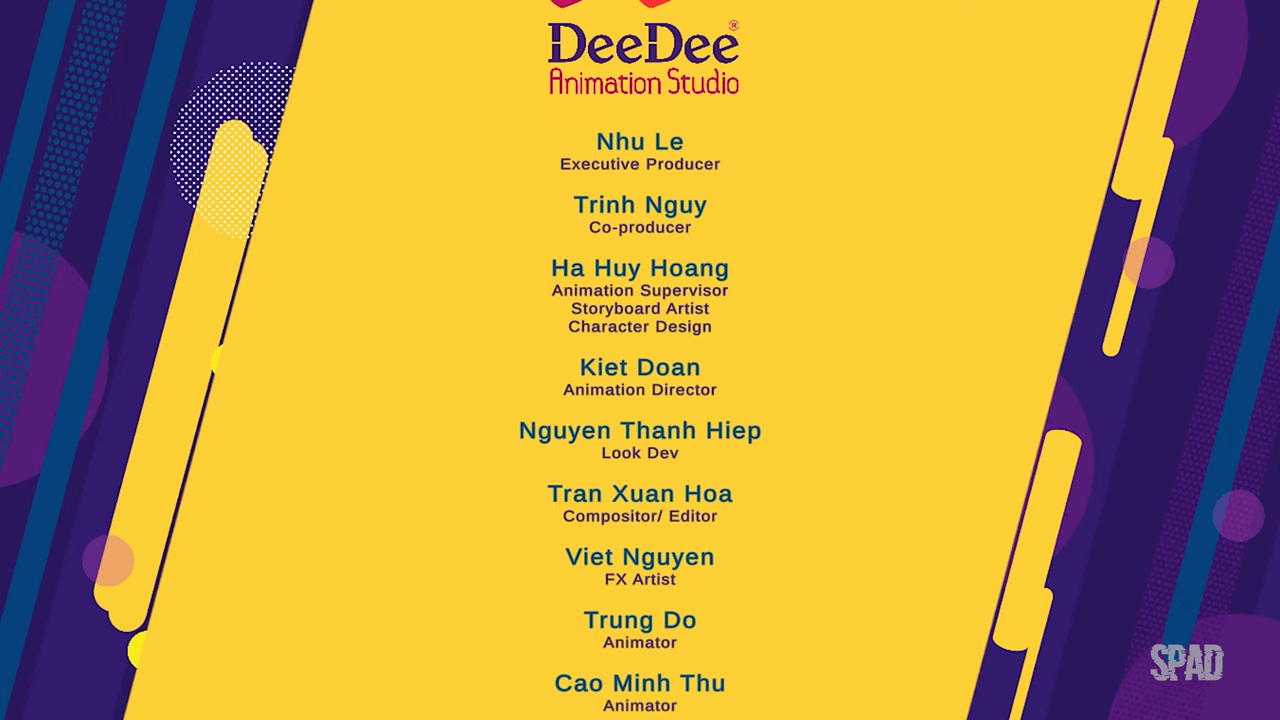 DeeDee®
Animation Studio
Nhu Le
Executive Producer
Trinh Nguy
Co-producer
Ha Huy Hoang
Animation Supervisor
Storyboard Artist
Character Design
Kiet Doan
Animation Director
Nguyen Thanh Hiep
Look Dev
Tran Xuan Hoa
Compositor/ Editor
Viet Nguyen
FX Artist
Trung Do
Animator
Cao Minh Thu
Animator
SPAD